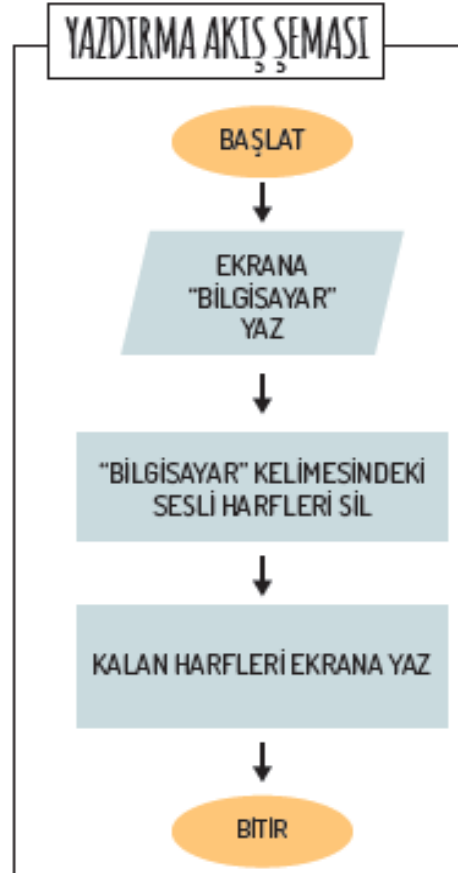 YAZDIRMA AKIŞ ŞEMASI
BAŞLAT
EKRANA
“BİLGİSAYAR”
YAZ
“BİLGİSAYAR” KELİMESİNDEKİ
SESLİ HARFLERİ SİL
KALAN HARFLERİ EKRANA YAZ
BİTİR